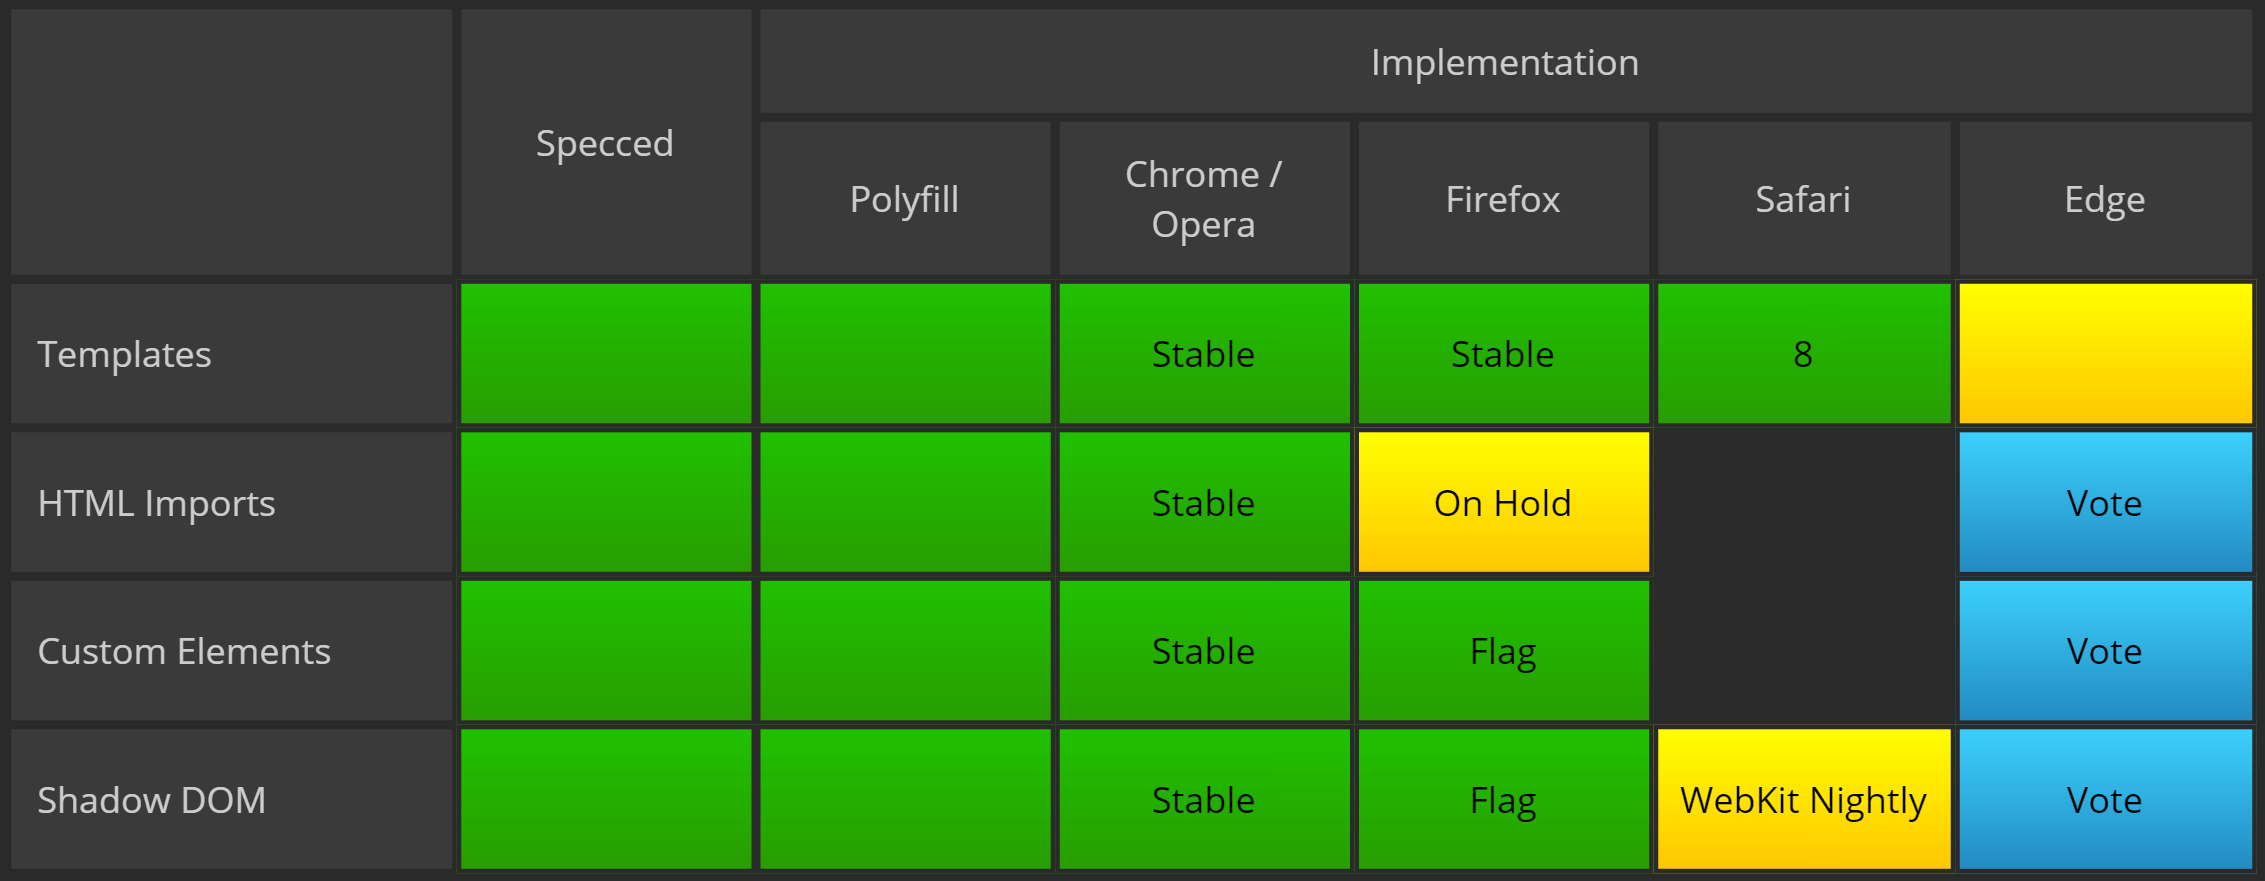 Implementation
Specced
Polyfill
Chrome /
Opera
Firefox
Safari
Edge
Templates
Stable
Stable
8
HTML Imports
Stable
On Hold
Vote
Custom Elements
Stable
Flag
Vote
Shadow DOM
Stable
Flag
WebKit Nightly
Vote